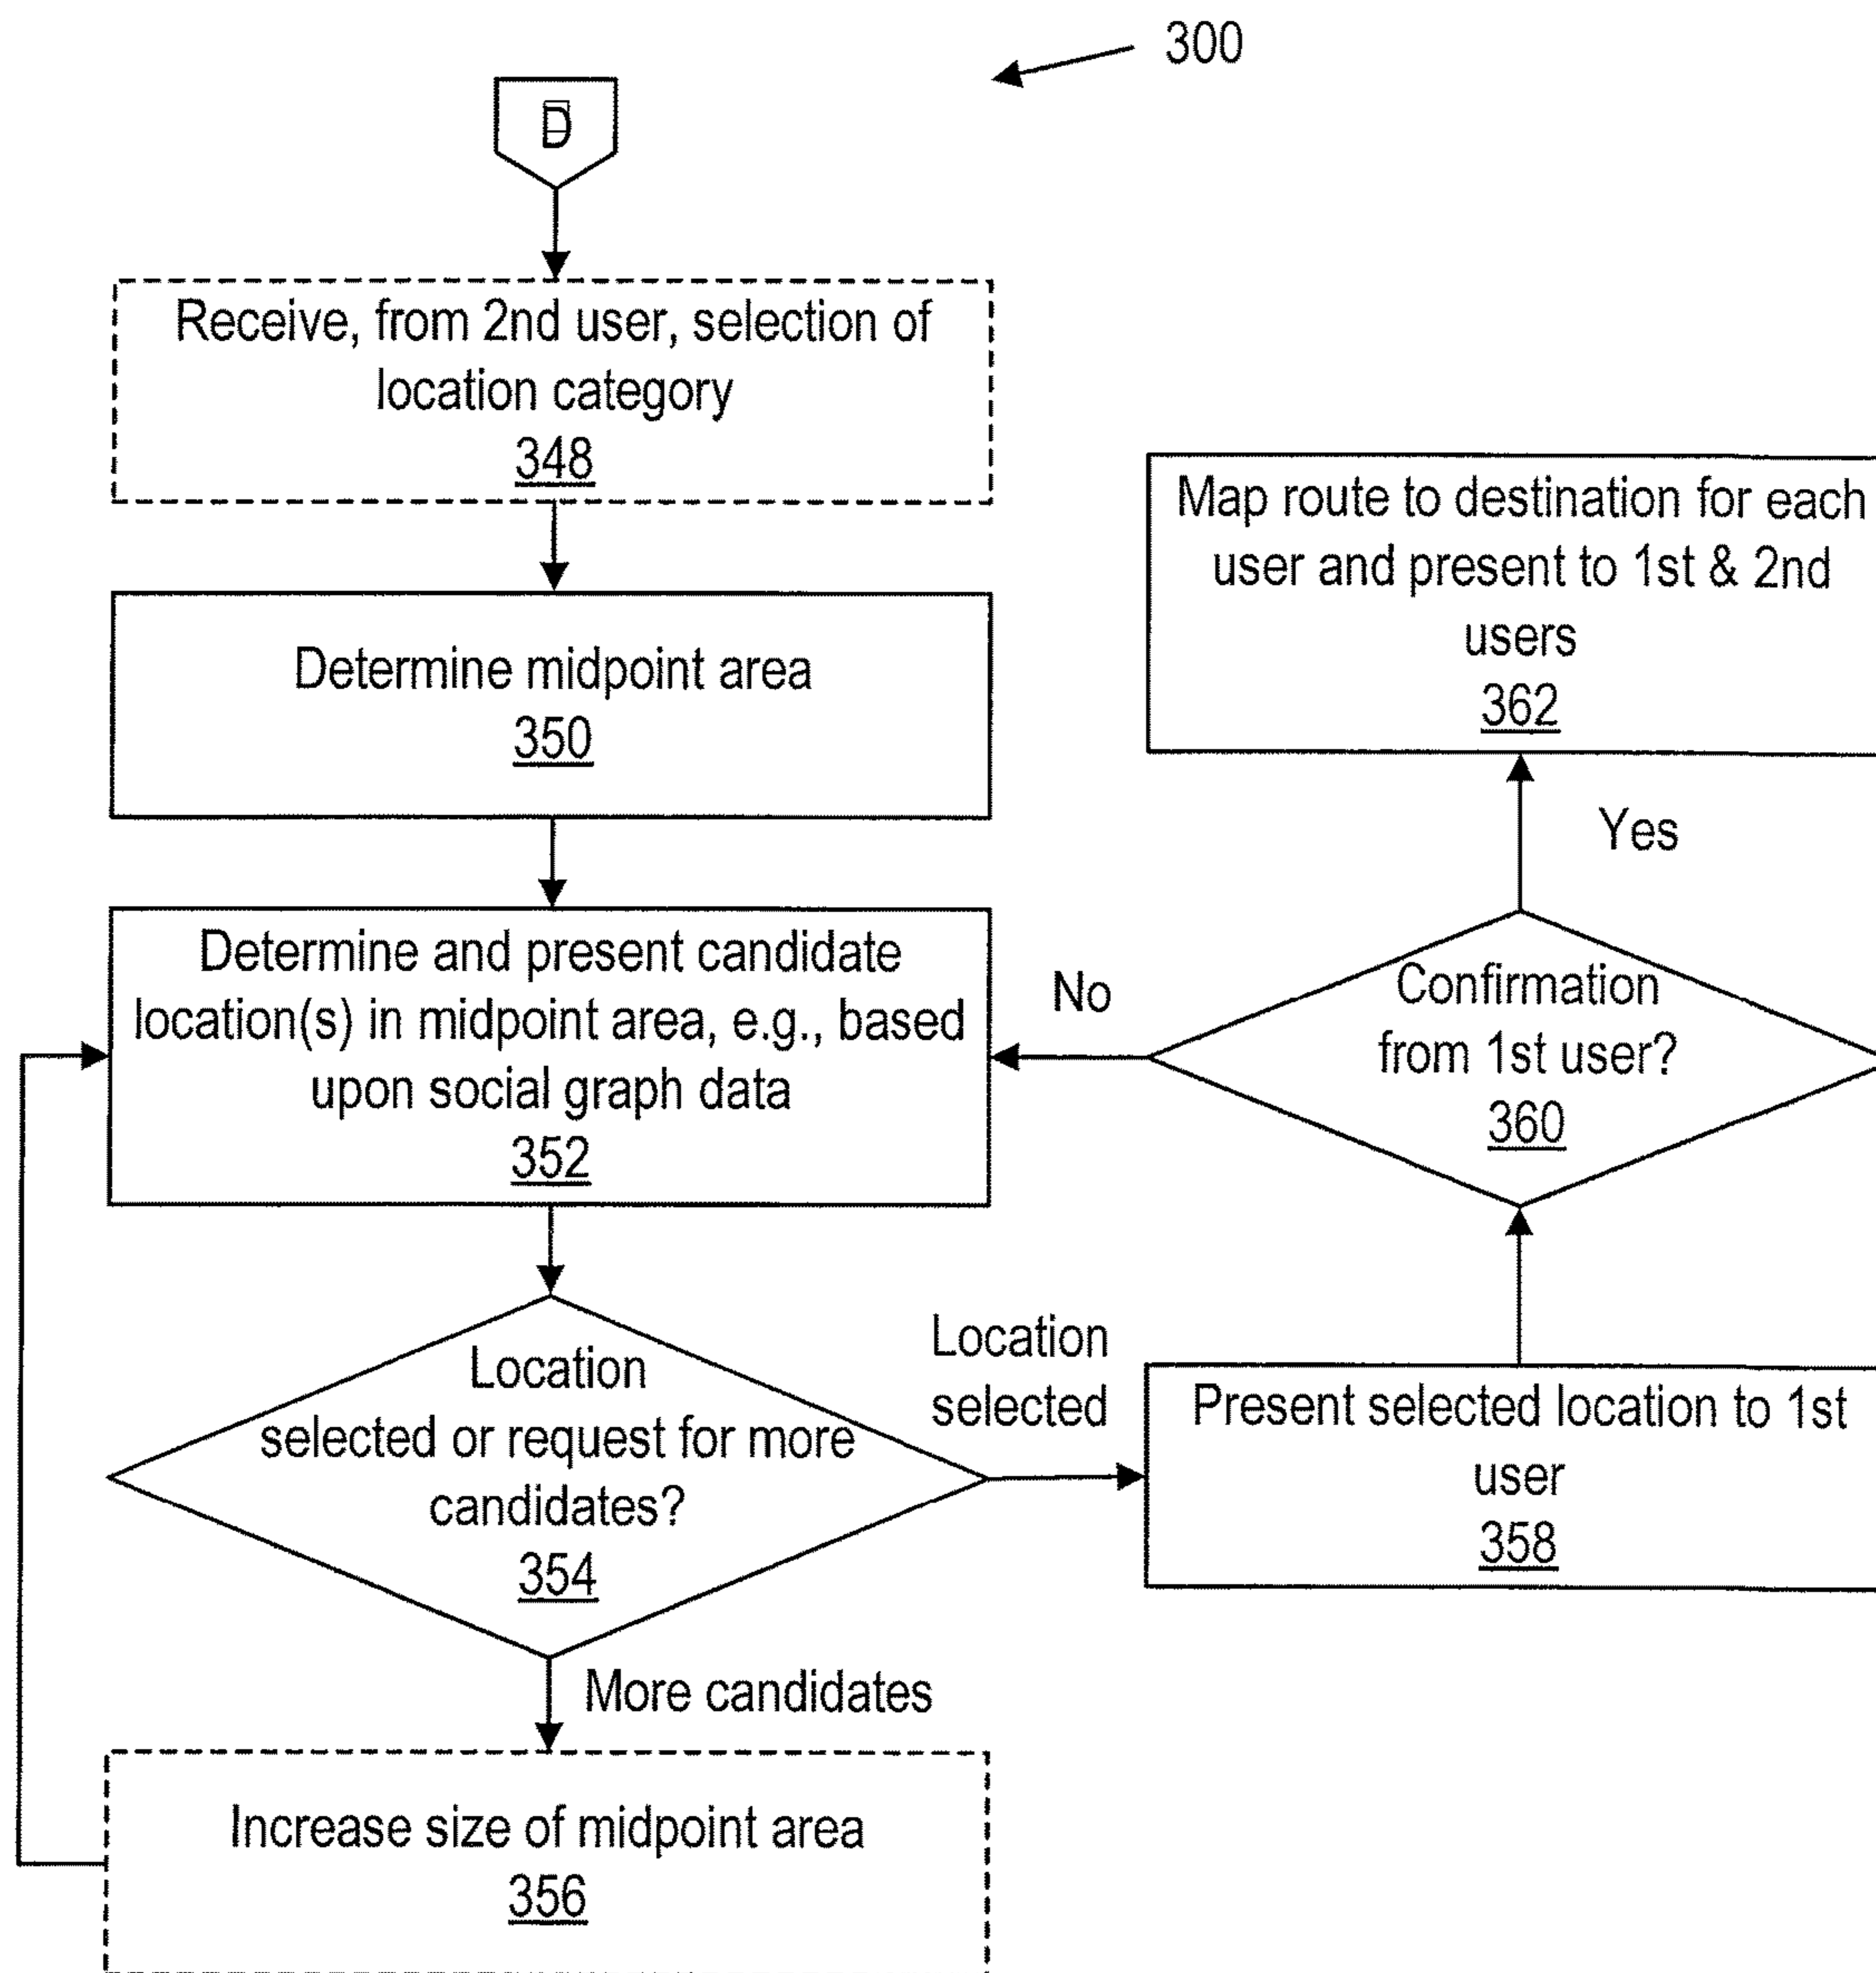 300
D
Receive, from 2nd user, selection of
location category
348
Determine midpoint area
350
Determine and present candidate
location(s) in midpoint area, e.g., based
upon social graph data
352
Location
selected or request for more
candidates?
354
More candidates
Increase size of midpoint area
356
Location
selected
Present selected location to 1st
user
358
Confirmation
from 1st user?
360
No
Yes
Map route to destination for each
user and present to 1st & 2nd
users
362